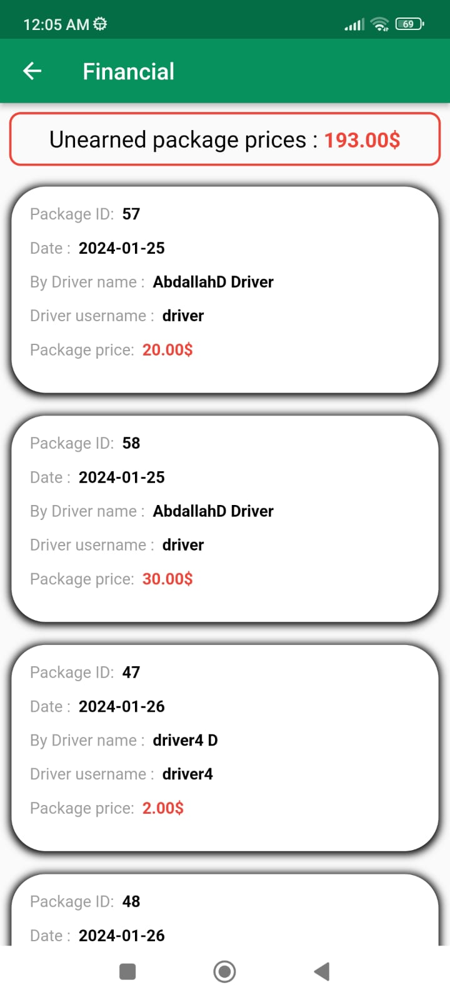 12:05 AM
69
Financial
Unearned package prices : 193.00$
Package ID: 57
Date : 2024-01-25
By Driver name : AbdallahD Driver
Driver username : driver
Package price: 20.00$
Package ID: 58
Date : 2024-01-25
By Driver name : AbdallahD Driver
Driver username : driver
Package price: 30.00$
Package ID: 47
Date : 2024-01-26
By Driver name : driver4 D
Driver username : driver4
Package price: 2.00$
Package ID: 48
Date : 2024-01-26